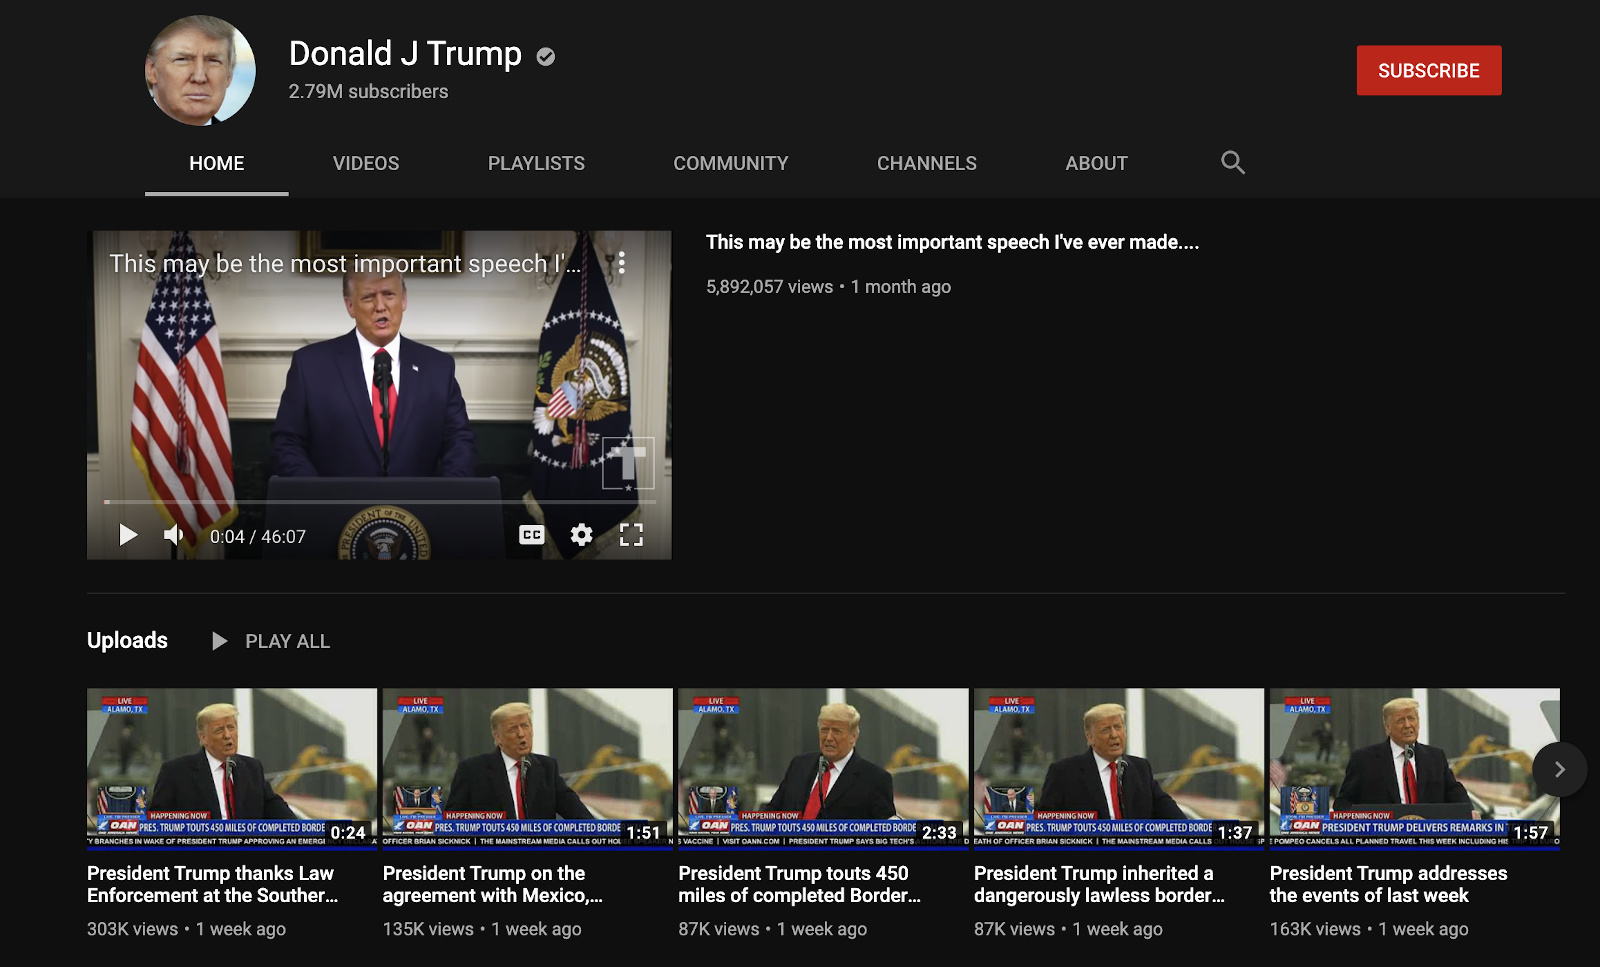 Donald J Trump
2.79M subscribers
SUBSCRIBE
HOME
VIDEOS
PLAYLISTS
COMMUNITY
CHANNELS
ABOUT
This may be the most important speech I'...
0:04 / 46:07
CC
This may be the most important speech I've ever made....
5,892,057 views • 1 month ago
Uploads
PLAY ALL
LIVE
ALAMO, TX
HAPPENING NOW
OAN
PRES. TRUMP TOUTS 450 MILES OF COMPLETED BORDE
0:24
Y BRANCHES IN WAKE OF PRESIDENT TRUMP APPROVING AN EMERG
President Trump thanks Law
Enforcement at the Souther...
303K views • 1 week ago
LIVE
ALAMO, TX
HAPPENING NOW
OAN
PRES. TRUMP TOUTS 450 MILES OF COMPLETED BORDE
1:51
OFFICER BRIAN SICKNICK | THE MAINSTREAM MEDIA CALLS OUT
President Trump on the
agreement with Mexico,...
135K views • 1 week ago
LIVE
ALAMO, TX
HAPPENING NOW
OAN
PRES. TRUMP TOUTS 450 MILES OF COMPLETED BORDE
2:33
S VACCINE | VISIT OANN.COM | PRESIDENT TRUMP SAYS BIG TECH'S
President Trump touts 450
miles of completed Border...
87K views • 1 week ago
LIVE
ALAMO, TX
HAPPENING NOW
OAN
PRES. TRUMP TOUTS 450 MILES OF COMPLETED BORDE
1:37
EATH OF OFFICER BRIAN SICKNICK | THE MAINSTREAM MEDIA CALLS
President Trump inherited a
dangerously lawless border...
87K views • 1 week ago
LIVE
ALAMO, TX
HAPPENING NOW
OAN
PRESIDENT TRUMP DELIVERS REMARKS IN
1:57
E POMPEO CANCELS ALL PLANNED TRAVEL THIS WEEK INCLUDING HIS
President Trump addresses
the events of last week
163K views • 1 week ago